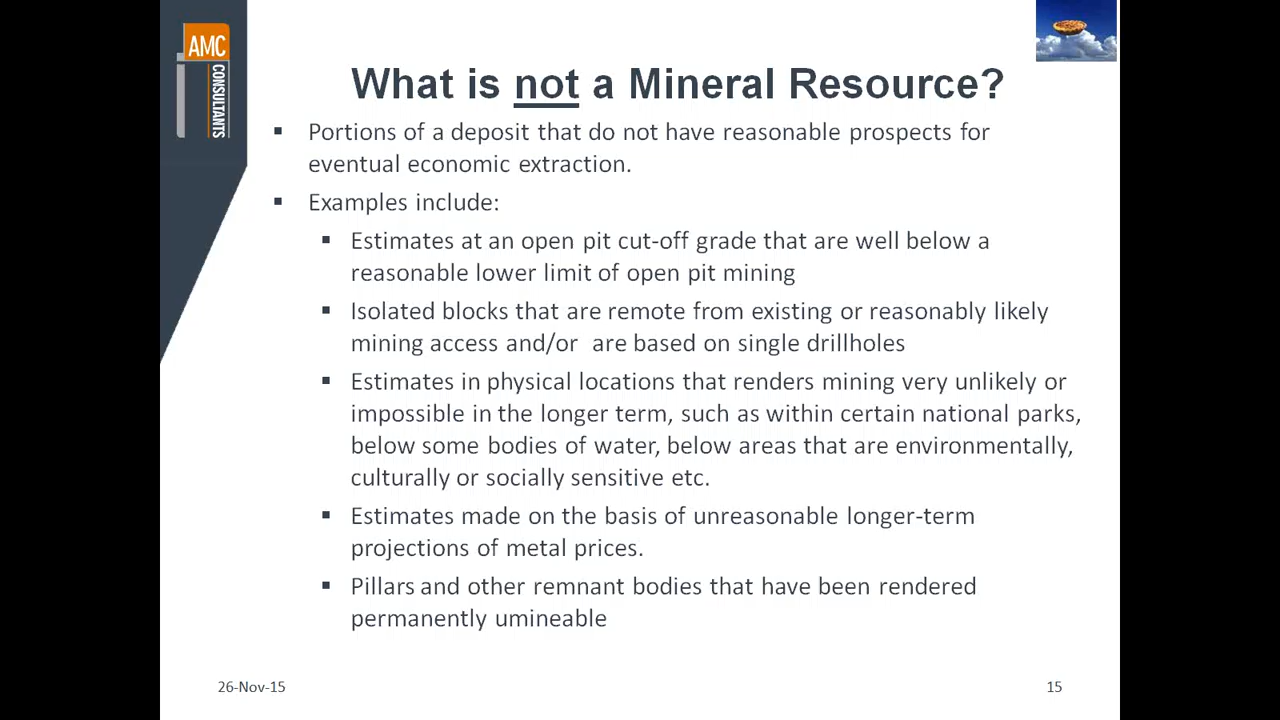 AMC
CONSULTANTS
What is not a Mineral Resource?
▪ Portions of a deposit that do not have reasonable prospects for
eventual economic extraction.
▪ Examples include:
▪ Estimates at an open pit cut-off grade that are well below a
reasonable lower limit of open pit mining
▪ Isolated blocks that are remote from existing or reasonably likely
mining access and/or are based on single drillholes
▪ Estimates in physical locations that renders mining very unlikely or
impossible in the longer term, such as within certain national parks,
below some bodies of water, below areas that are environmentally,
culturally or socially sensitive etc.
▪ Estimates made on the basis of unreasonable longer-term
projections of metal prices.
▪ Pillars and other remnant bodies that have been rendered
permanently umineable
26-Nov-15
15